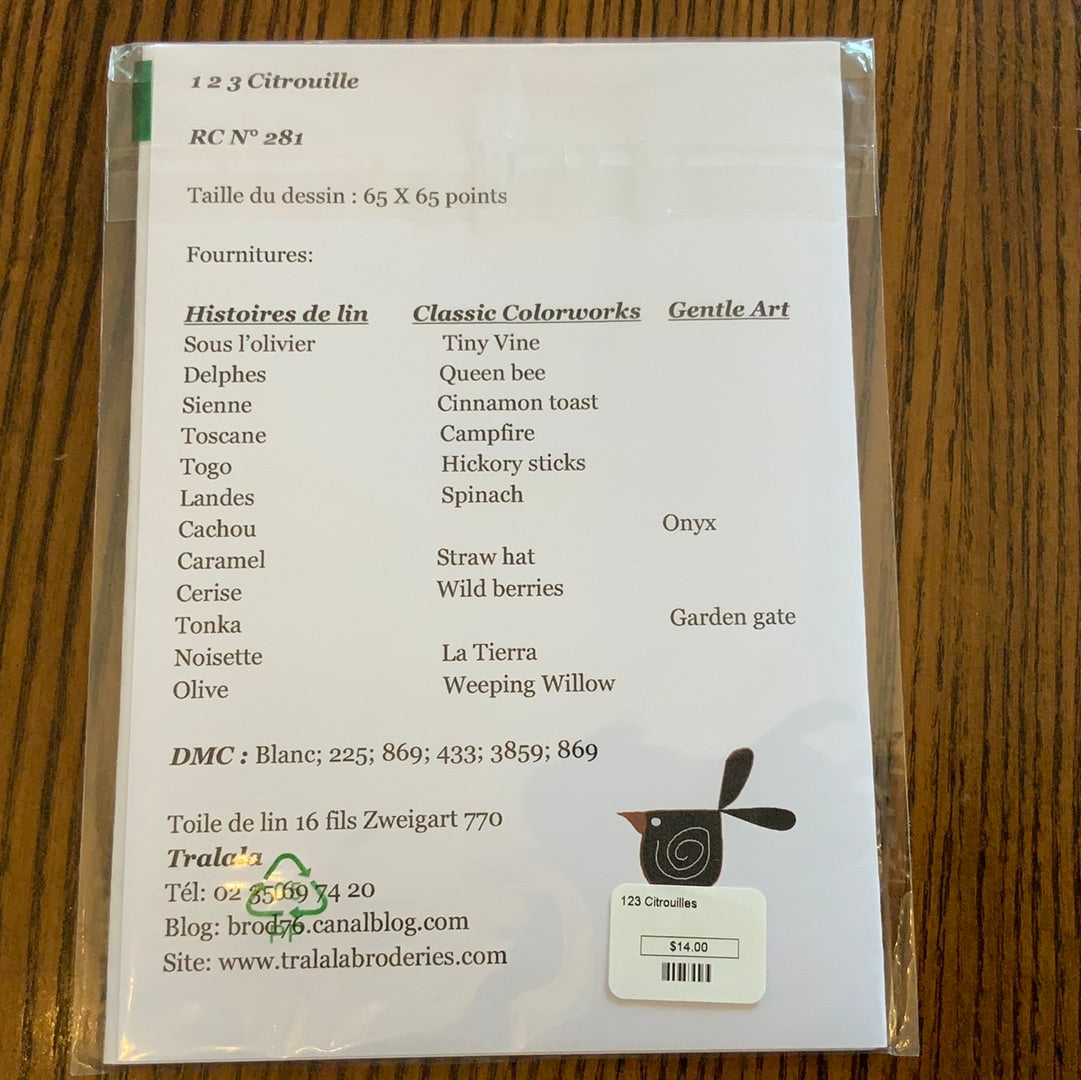 1 2 3 Citrouille
RC N° 281
Taille du dessin : 65 X 65 points
Fournitures:
Histoires de lin Classic Colorworks Gentle Art
Sous l'olivier Tiny Vine
Delphes Queen bee
Sienne Cinnamon toast
Toscane Campfire
Togo Hickory sticks
Landes Spinach
Cachou Onyx
Caramel Straw hat
Cerise Wild berries
Tonka Garden gate
Noisette La Tierra
Olive Weeping Willow
DMC : Blanc; 225; 869; 433; 3859; 869
Toile de lin 16 fils Zweigart 770
Tralala
Tél: 02 35 69 74 20
Blog: brod76.canalblog.com
Site: www.tralalabroderies.com
123 Citrouilles
$14.00